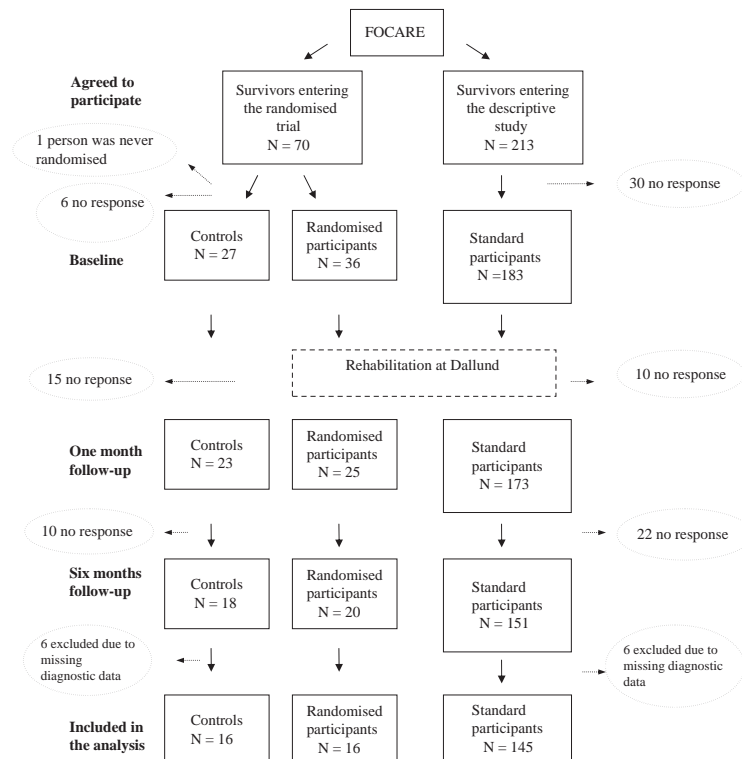 FOCARE
Agreed to
participate
Survivors entering
the randomised
trial
N = 70
Survivors entering
the descriptive
study
N = 213
1 person was never
randomised
6 no response
30 no response
Baseline
Controls
N = 27
Randomised
participants
N = 36
Standard
participants
N =183
15 no reponse
Rehabilitation at Dallund
10 no response
One month
follow-up
Controls
N = 23
Randomised
participants
N = 25
Standard
participants
N = 173
10 no response
22 no response
Six months
follow-up
Controls
N = 18
Randomised
participants
N = 20
Standard
participants
N = 151
6 excluded due to
missing
diagnostic data
6 excluded due to
missing diagnostic
data
Included in
the analysis
Controls
N = 16
Randomised
participants
N = 16
Standard
participants
N = 145